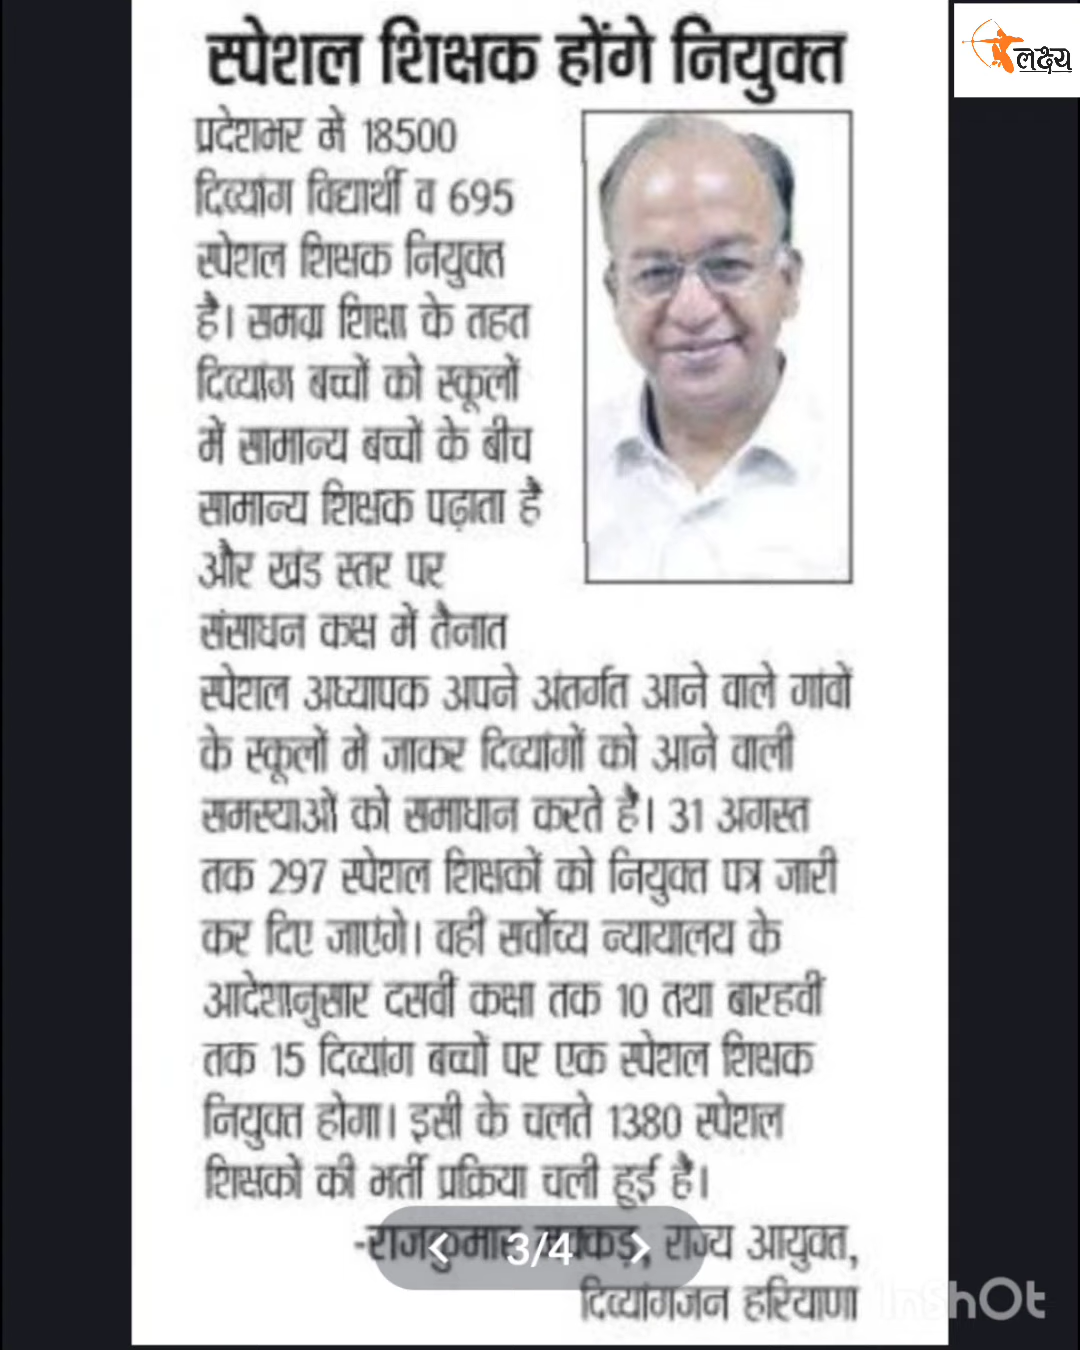 स्पेशल शिक्षक होंगे नियुक्त
लक्ष्य
प्रदेशभर में 18500
दिव्यांग विद्यार्थी व 695
स्पेशल शिक्षक नियुक्त
है। समग्र शिक्षा के तहत
दिव्यांग बच्चों को स्कूलों
में सामान्य बच्चों के बीच
सामान्य शिक्षक पढ़ाता है
और खंड स्तर पर
संसाधन कक्ष में तैनात
स्पेशल अध्यापक अपने अंतर्गत आने वाले गांवों
के स्कूलों में जाकर दिव्यांगों को आने वाली
समस्याओं को समाधान करते है। 31 अगस्त
तक 297 स्पेशल शिक्षकों को नियुक्त पत्र जारी
कर दिए जाएंगे। वही सर्वोच्य न्यायालय के
आदेशानुसार दसवीं कक्षा तक 10 तथा बारहवीं
तक 15 दिव्यांग बच्चों पर एक स्पेशल शिक्षक
नियुक्त होगा। इसी के चलते 1380 स्पेशल
शिक्षकों की भर्ती प्रक्रिया चली हुई है।
-राजकुमार राज्य आयुक्त,
3/4
दिव्यांगजन हरियाणा
InshOt